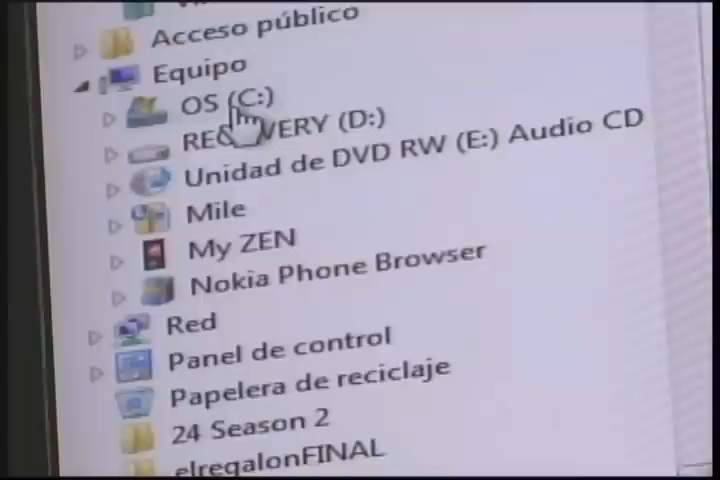 Acceso público
Equipo
OS (C:)
RECOVERY (D:)
Unidad de DVD RW (E:) Audio CD
Mile
My ZEN
Nokia Phone Browser
Red
Panel de control
Papelera de reciclaje
24 Season 2
elregalonFINAL